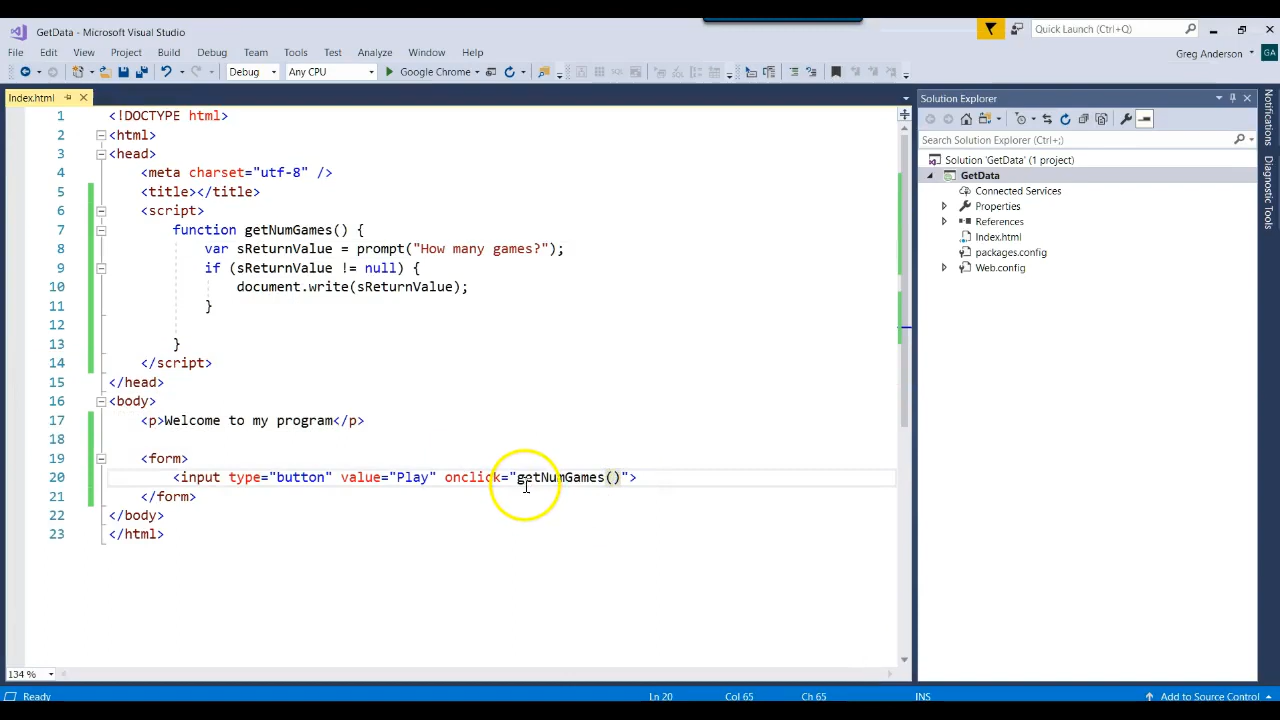 GetData - Microsoft Visual Studio
Quick Launch (Ctrl+Q)
File Edit View Project Build Debug Team Tools Test Analyze Window Help
Greg Anderson GA
Debug Any CPU Google Chrome
Index.html
Solution Explorer
Search Solution Explorer (Ctrl+;)
Solution 'GetData' (1 project)
GetData
Connected Services
Properties
References
Index.html
packages.config
Web.config
Notifications
Diagnostic Tools
1 <!DOCTYPE html>
2 <html>
3 <head>
4 <meta charset="utf-8" />
5 <title></title>
6 <script>
7 function getNumGames() {
8 var sReturnValue = prompt("How many games?");
9 if (sReturnValue != null) {
10 document.write(sReturnValue);
11 }
12
13 }
14 </script>
15 </head>
16 <body>
17 <p>Welcome to my program</p>
18
19 <form>
20 <input type="button" value="Play" onclick="getNumGames()">
21 </form>
22 </body>
23 </html>
134 %
Ready Ln 20 Col 65 Ch 65 INS Add to Source Control